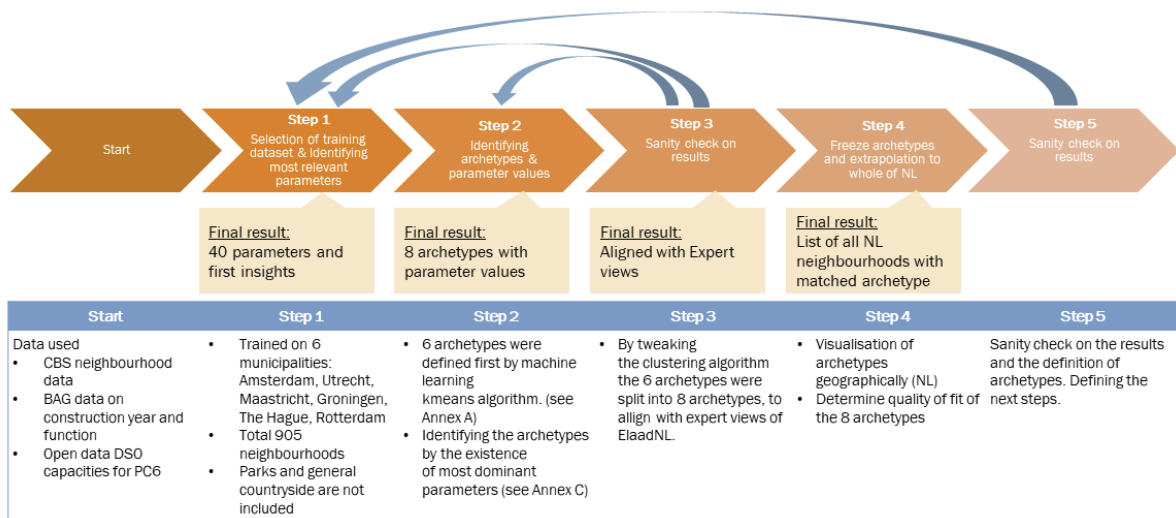 Start
Step 1
Selection of training
dataset & Identifying
most relevant
parameters
Step 2
Identifying
archetypes &
parameter values
Step 3
Sanity check on
results
Step 4
Freeze archetypes
and extrapolation to
whole of NL
Step 5
Sanity check on
results
Final result:
40 parameters and
first insights
Final result:
8 archetypes with
parameter values
Final result:
Aligned with Expert
views
Final result:
List of all NL
neighbourhoods with
matched archetype
Start
Data used
• CBS neighbourhood
data
• BAG data on
construction year and
function
• Open data DSO
capacities for PC6
Step 1
• Trained on 6
municipalities:
Amsterdam, Utrecht,
Maastricht, Groningen,
The Hague, Rotterdam
• Total 905
neighbourhoods
• Parks and general
countryside are not
included
Step 2
• 6 archetypes were
defined first by machine
learning
kmeans algorithm. (see
Annex A)
• Identifying the archetypes
by the existence
of most dominant
parameters (see Annex C)
Step 3
• By tweaking
the clustering algorithm
the 6 archetypes were
split into 8 archetypes, to
allign with expert views of
ElaadNL.
Step 4
• Visualisation of
archetypes
geographically (NL)
• Determine quality of fit of
the 8 archetypes
Step 5
Sanity check on the results
and the definition of
archetypes. Defining the
next steps.